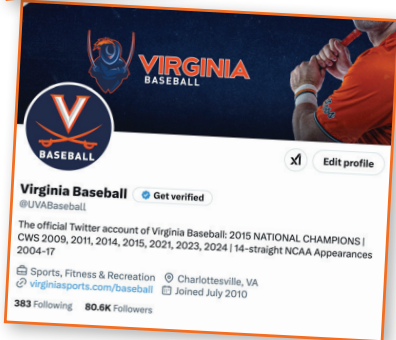 VIRGINIA
BASEBALL
V
BASEBALL
Edit profile
Virginia Baseball Get verified
@UVABaseball
The official Twitter account of Virginia Baseball: 2015 NATIONAL CHAMPIONS |
CWS 2009, 2011, 2014, 2015, 2021, 2023, 2024 | 14-straight NCAA Appearances
2004-17
Sports, Fitness & Recreation Charlottesville, VA
virginiasports.com/baseball Joined July 2010
383 Following 80.6K Followers